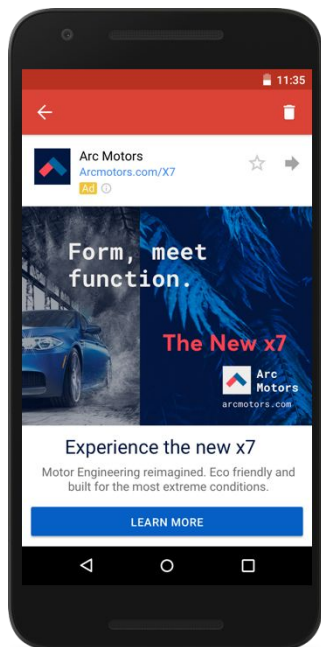 11:35
Arc Motors
Arcmotors.com/X7
Ad
Form, meet
function.
The New x7
Arc
Motors
arcmotors.com
Experience the new x7
Motor Engineering reimagined. Eco friendly and
built for the most extreme conditions.
LEARN MORE